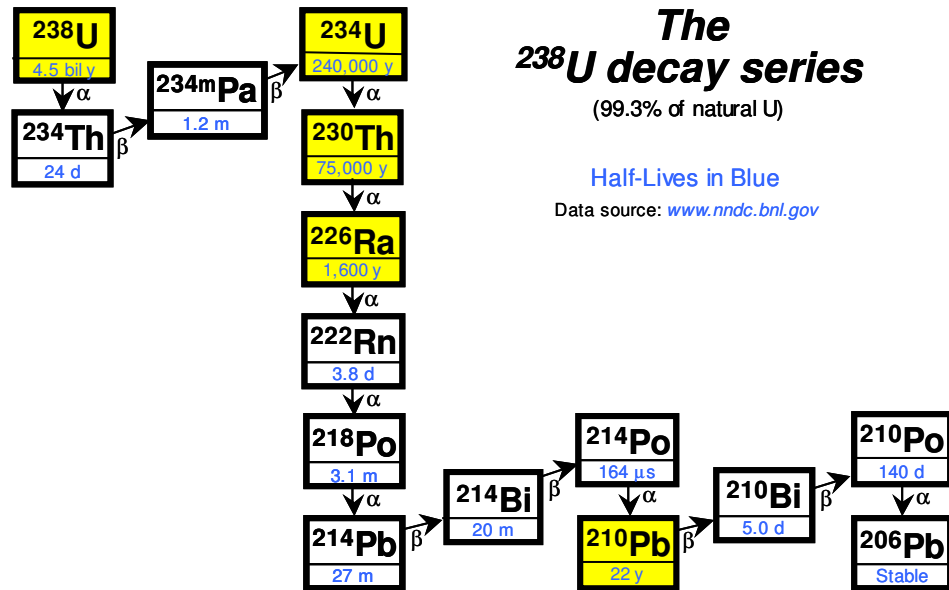 The
²³⁸U decay series
(99.3% of natural U)
Half-Lives in Blue
Data source: www.nndc.bnl.gov
²³⁸U
4.5 bil y
α
²³⁴Th
24 d
β
²³⁴ᵐPa
1.2 m
β
²³⁴U
240,000 y
α
²³⁰Th
75,000 y
α
²²⁶Ra
1,600 y
α
²²²Rn
3.8 d
α
²¹⁸Po
3.1 m
α
²¹⁴Pb
27 m
β
²¹⁴Bi
20 m
β
²¹⁴Po
164 μs
α
²¹⁰Pb
22 y
β
²¹⁰Bi
5.0 d
β
²¹⁰Po
140 d
α
²⁰⁶Pb
Stable